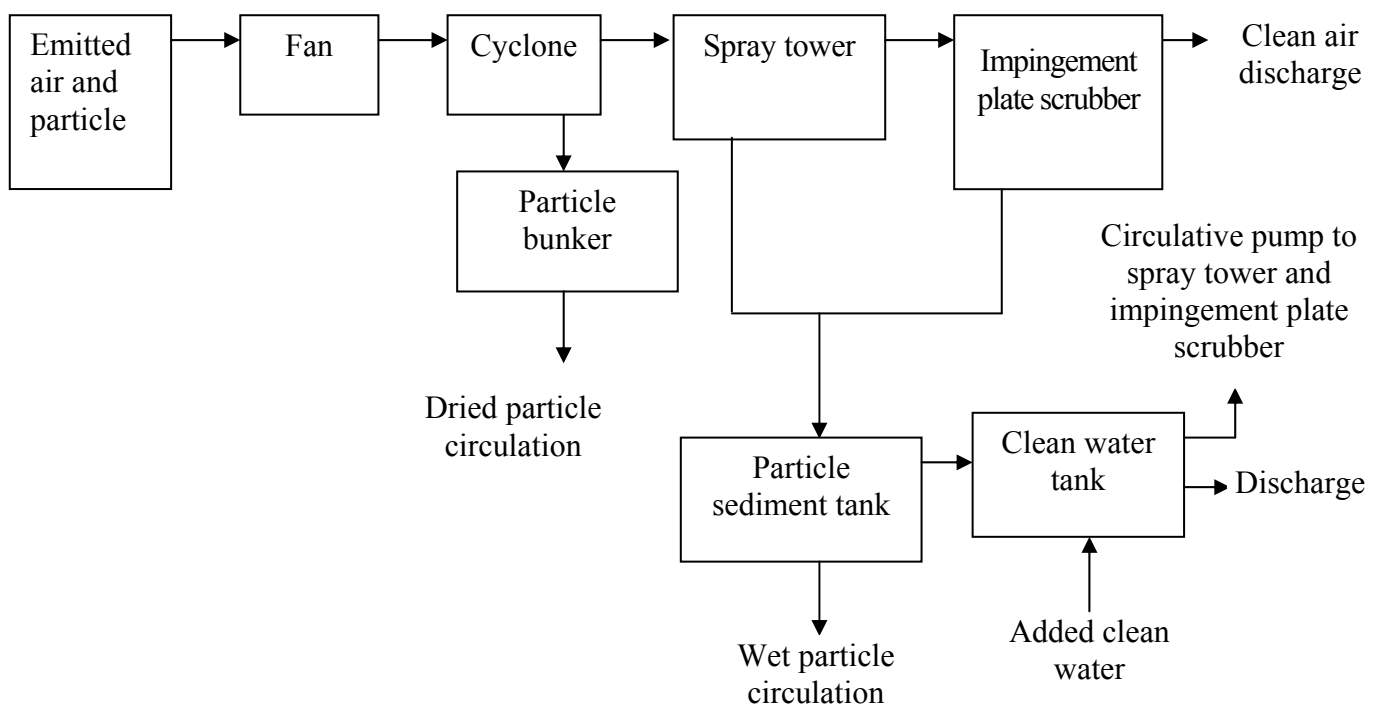 Emitted
air and
particle
Fan
Cyclone
Spray tower
Impingement
plate scrubber
Clean air
discharge
Particle
bunker
Circulative pump to
spray tower and
impingement plate
scrubber
Dried particle
circulation
Particle
sediment tank
Clean water
tank
Discharge
Wet particle
circulation
Added clean
water